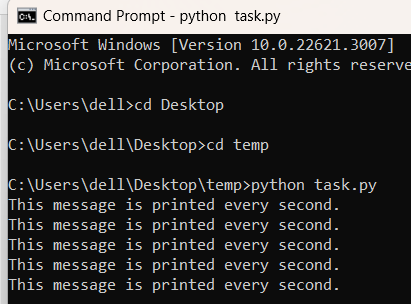 Command Prompt - python  task.py
Microsoft Windows [Version 10.0.22621.3007]
(c) Microsoft Corporation. All rights reserve
C:\Users\dell>cd Desktop
C:\Users\dell\Desktop>cd temp
C:\Users\dell\Desktop\temp>python task.py
This message is printed every second.
This message is printed every second.
This message is printed every second.
This message is printed every second.
This message is printed every second.